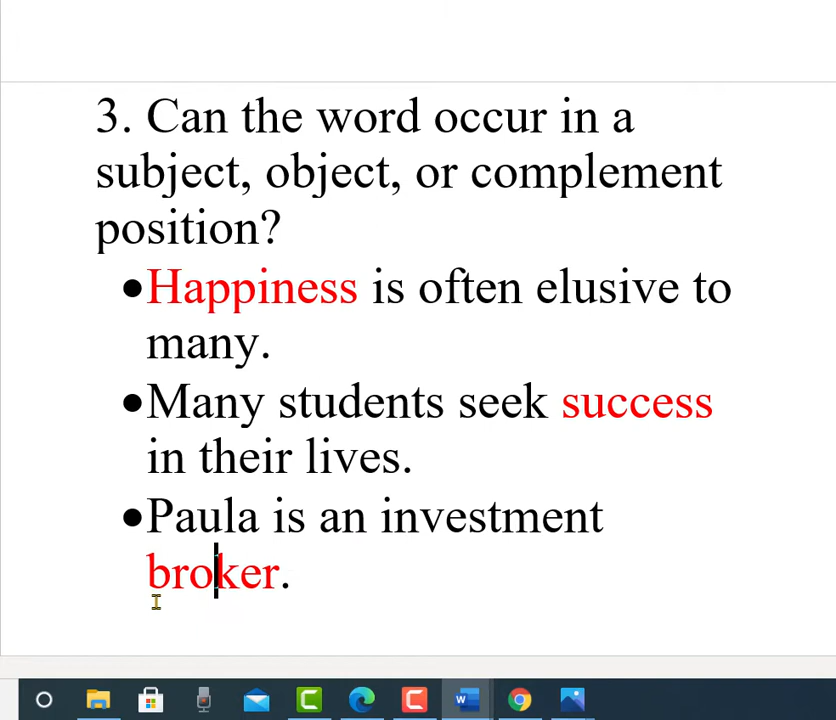 3. Can the word occur in a
subject, object, or complement
position?
•Happiness is often elusive to
many.
•Many students seek success
in their lives.
•Paula is an investment
broker.